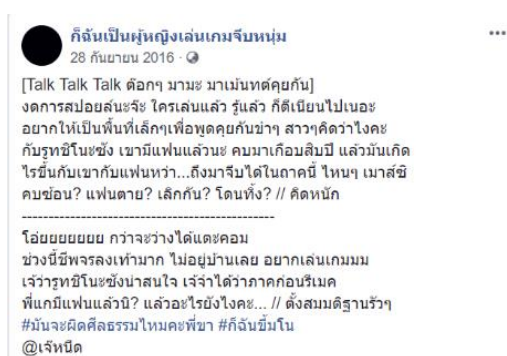 ก็ฉันเป็นผู้หญิงเล่นเกมจีบหนุ่ม
28 กันยายน 2016 ·
[Talk Talk Talk ต๊อกๆ มามะ มาเม้นทต์คุยกัน]
งดการสปอยล์นะจ๊ะ ใครเล่นแล้ว รู้แล้ว ก็ตีเนียนไปเนอะ
อยากให้เป็นพื้นที่เล็กๆเพื่อพูดคุยกันข่าๆ สาวๆคิดว่าไงคะ
กับรูทชิโนะซัง เขามีแฟนแล้วนะ คบมาเกือบสิบปี แล้วมันเกิด
ไรขึ้นกับเขากับแฟนหว่า...ถึงมาจีบได้ในถาคนี้ ไหนๆ เมาส์ซิ
คบซ้อน? แฟนตาย? เลิกกัน? โดนทิ้ง? // คิดหนัก
-------------------------------------------------
โอ่ยยยยยยย กว่าจะว่างได้แตะคอม
ช่วงนี้ชีพจรลงเท้ามาก ไม่อยู่บ้านเลย อยากเล่นเกมมม
เจ้ว่ารูทชิโนะซังน่าสนใจ เจ้จำได้ว่าภาคก่อนรีเมค
พี่แกมีแฟนแล้วนิ? แล้วอะไรยังไงคะ... // ตั้งสมมติฐานรัวๆ
#มันจะผิดศีลธรรมไหมคะพี่ขา #ก็ฉันขี้มโน
@เจ้หนืด